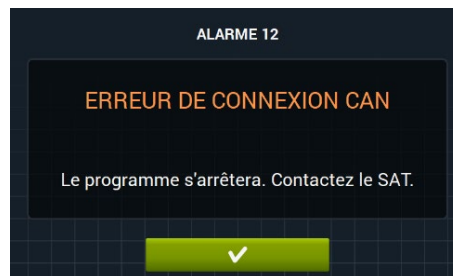 ALARME 12
ERREUR DE CONNEXION CAN
Le programme s'arrêtera. Contactez le SAT.